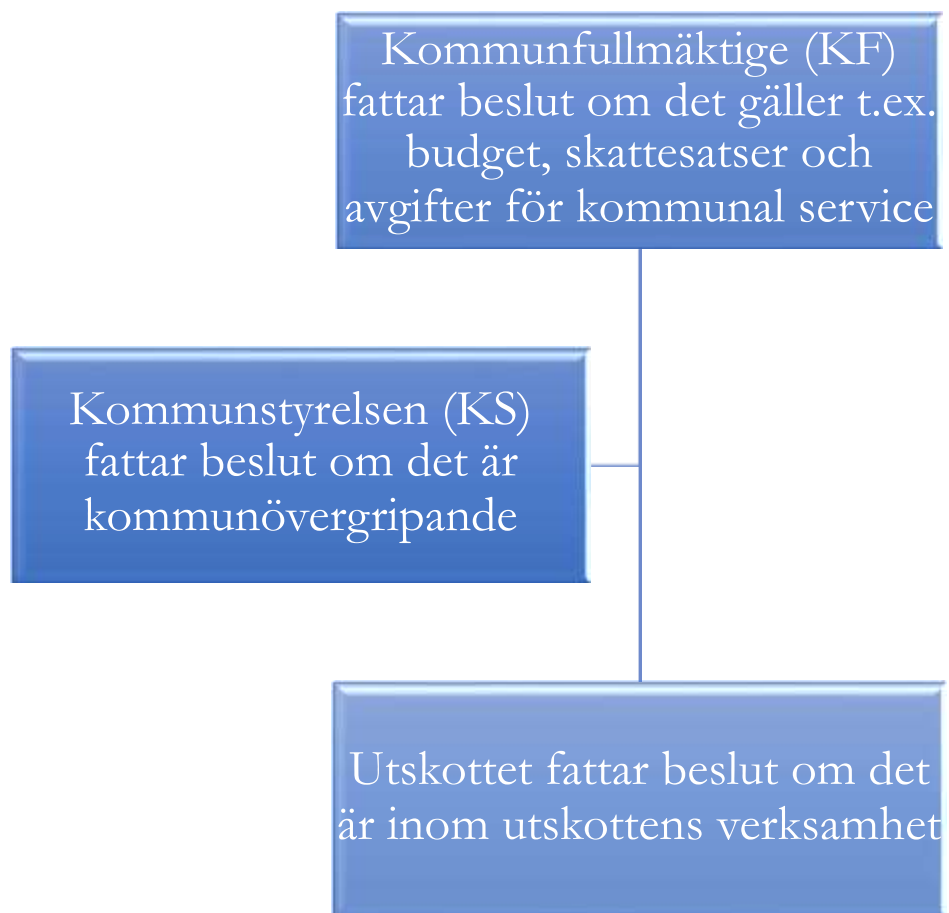 Kommunfullmäktige (KF)
fattar beslut om det gäller t.ex.
budget, skattesatser och
avgifter för kommunal service
Kommunstyrelsen (KS)
fattar beslut om det är
kommunövergripande
Utskottet fattar beslut om det
är inom utskottens verksamhet